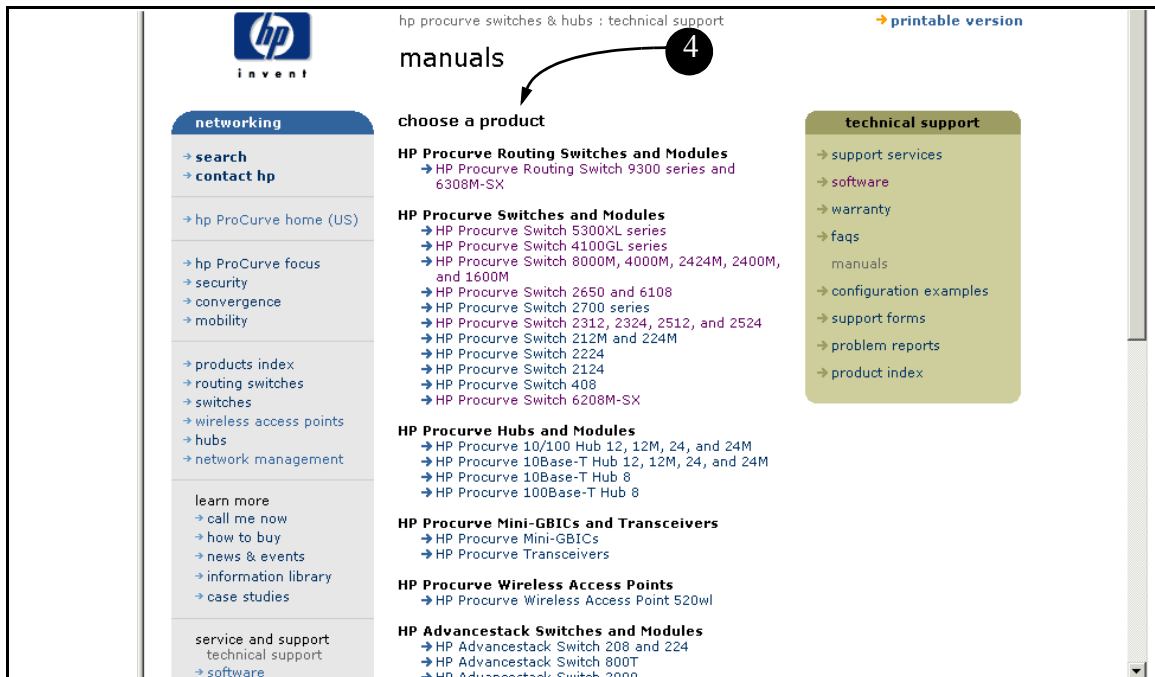 hp
invent
hp procurve switches & hubs : technical support
printable version
manuals
4
networking
search
contact hp
hp ProCurve home (US)
hp ProCurve focus
security
convergence
mobility
products index
routing switches
switches
wireless access points
hubs
network management
learn more
call me now
how to buy
news & events
information library
case studies
service and support
technical support
software
choose a product
HP Procurve Routing Switches and Modules
HP Procurve Routing Switch 9300 series and
6308M-SX
HP Procurve Switches and Modules
HP Procurve Switch 5300XL series
HP Procurve Switch 4100GL series
HP Procurve Switch 8000M, 4000M, 2424M, 2400M,
and 1600M
HP Procurve Switch 2650 and 6108
HP Procurve Switch 2700 series
HP Procurve Switch 2312, 2324, 2512, and 2524
HP Procurve Switch 212M and 224M
HP Procurve Switch 2224
HP Procurve Switch 2124
HP Procurve Switch 408
HP Procurve Switch 6208M-SX
HP Procurve Hubs and Modules
HP Procurve 10/100 Hub 12, 12M, 24, and 24M
HP Procurve 10Base-T Hub 12, 12M, 24, and 24M
HP Procurve 10Base-T Hub 8
HP Procurve 100Base-T Hub 8
HP Procurve Mini-GBICs and Transceivers
HP Procurve Mini-GBICs
HP Procurve Transceivers
HP Procurve Wireless Access Points
HP Procurve Wireless Access Point 520wl
HP Advancestack Switches and Modules
HP Advancestack Switch 208 and 224
HP Advancestack Switch 800T
HP Advancestack Switch 2000
technical support
support services
software
warranty
faqs
manuals
configuration examples
support forms
problem reports
product index